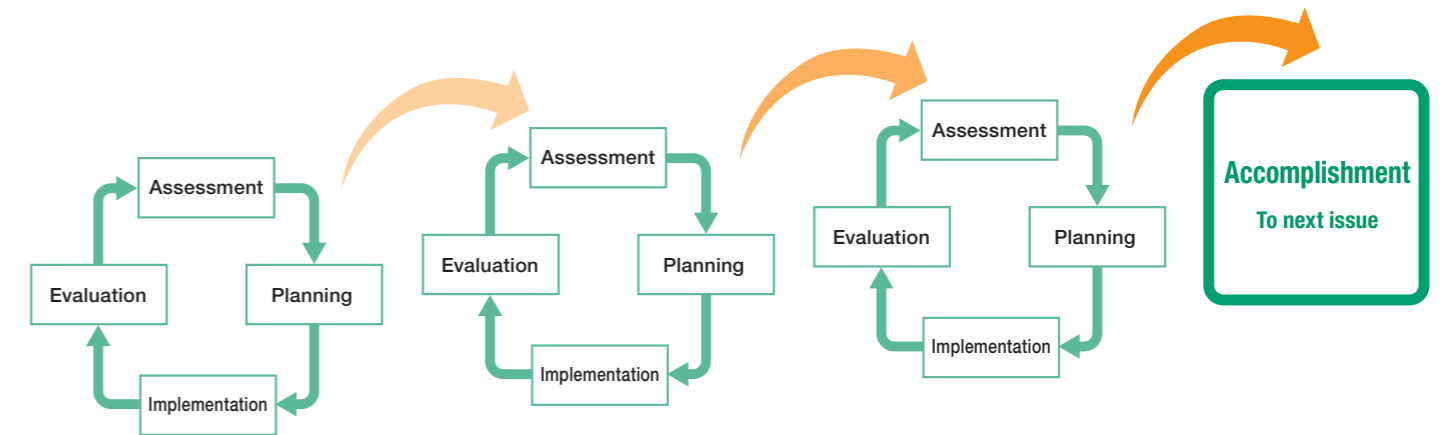 Assessment
Planning
Implementation
Evaluation
Assessment
Planning
Implementation
Evaluation
Assessment
Planning
Implementation
Evaluation
Accomplishment
To next issue